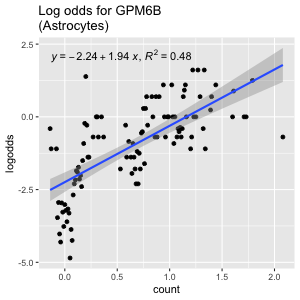 Log odds for GPM6B
(Astrocytes)
y = −2.24 + 1.94 x, R² = 0.48
2.5
0.0
-2.5
-5.0
logodds
0.0 0.5 1.0 1.5 2.0
count